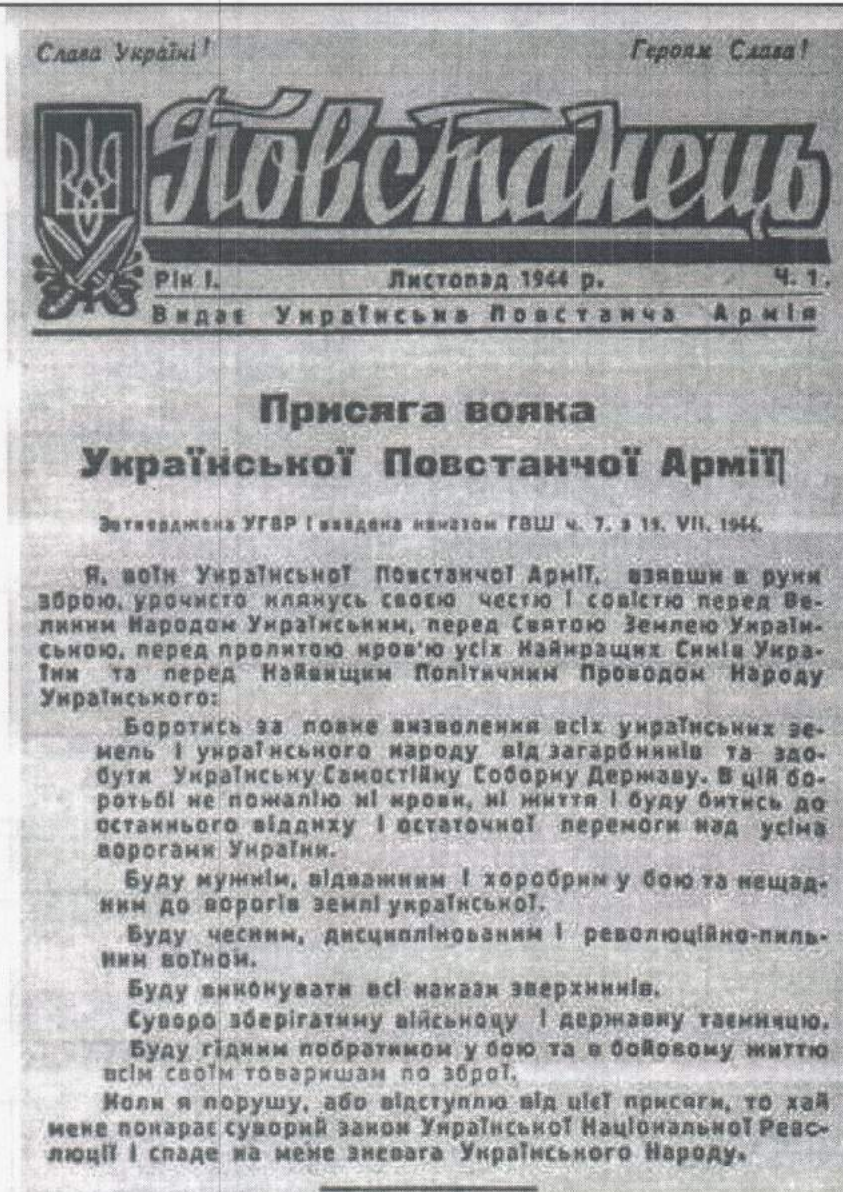 Слава Україні!
Героям Слава!
Повстанець
Рік I. Листопад 1944 р. Ч. 1.
Видає Українська Повстанча Армія
Присяга вояка
Української Повстанчої Армії
Затверджена УГВР і введена наказом ГВШ ч. 7, з 19. VII. 1944.
Я, воїн Української Повстанчої Армії, взявши в руки
зброю, урочисто клянусь своєю честю і совістю перед Ве-
ликим Народом Українським, перед Святою Землею Україн-
ською, перед пролитою кров'ю усіх Найкращих Синів Укра-
їни та перед Найвищим Політичним Проводом Народу
Українського:
Боротись за повне визволення всіх українських зе-
мель і українського народу від загарбників та здо-
бути Українську Самостійну Соборну Державу. В цій бо-
ротьбі не пожалію ні крови, ні життя і буду битись до
останнього віддиху і остаточної перемоги над усіма
ворогами України.
Буду мужнім, відважним і хоробрим у бою та нещад-
ним до ворогів землі української.
Буду чесним, дисциплінованим і революційно-пиль-
ним воїном.
Буду виконувати всі накази зверхників.
Суворо зберігатиму військову і державну таємницю.
Буду гідним побратимом у бою та в бойовому життю
всім своїм товаришам по зброї.
Коли я порушу, або відступлю від цієї присяги, то хай
мене покарає суворий закон Української Національної Рево-
люції і спаде на мене зневага Українського Народу.